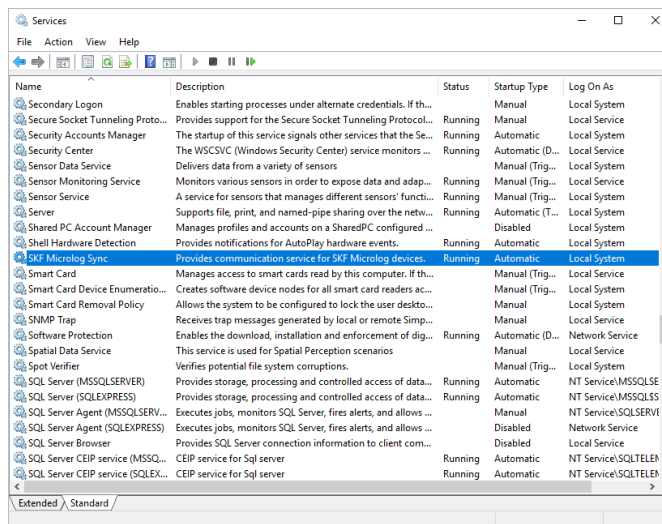 Services
File Action View Help
Name Description Status Startup Type Log On As
Secondary Logon Enables starting processes under alternate credentials. If th... Manual Local System
Secure Socket Tunneling Proto... Provides support for the Secure Socket Tunneling Protocol... Running Manual Local Service
Security Accounts Manager The startup of this service signals other services that the Se... Running Automatic Local System
Security Center The WSCSVC (Windows Security Center) service monitors ... Running Automatic (D... Local Service
Sensor Data Service Delivers data from a variety of sensors Manual (Trig... Local System
Sensor Monitoring Service Monitors various sensors in order to expose data and adap... Running Manual (Trig... Local Service
Sensor Service A service for sensors that manages different sensors' functi... Running Manual (Trig... Local System
Server Supports file, print, and named-pipe sharing over the netw... Running Automatic (T... Local System
Shared PC Account Manager Manages profiles and accounts on a SharedPC configured ... Disabled Local System
Shell Hardware Detection Provides notifications for AutoPlay hardware events. Running Automatic Local System
SKF Microlog Sync Provides communication service for SKF Microlog devices. Running Automatic Local System
Smart Card Manages access to smart cards read by this computer. If th... Manual (Trig... Local Service
Smart Card Device Enumeratio... Creates software device nodes for all smart card readers ac... Manual (Trig... Local System
Smart Card Removal Policy Allows the system to be configured to lock the user deskto... Manual Local System
SNMP Trap Receives trap messages generated by local or remote Simp... Manual Local Service
Software Protection Enables the download, installation and enforcement of dig... Running Automatic (D... Network Service
Spatial Data Service This service is used for Spatial Perception scenarios Manual Local Service
Spot Verifier Verifies potential file system corruptions. Manual (Trig... Local System
SQL Server (MSSQLSERVER) Provides storage, processing and controlled access of data... Running Automatic NT Service\MSSQLSE
SQL Server (SQLEXPRESS) Provides storage, processing and controlled access of data... Running Automatic NT Service\MSSQL$S
SQL Server Agent (MSSQLSERV... Executes jobs, monitors SQL Server, fires alerts, and allows ... Manual NT Service\SQLSERVE
SQL Server Agent (SQLEXPRESS) Executes jobs, monitors SQL Server, fires alerts, and allows ... Disabled Network Service
SQL Server Browser Provides SQL Server connection information to client com... Disabled Local Service
SQL Server CEIP service (MSSQ... CEIP service for Sql server Running Automatic NT Service\SQLTELEM
SQL Server CEIP service (SQLEX... CEIP service for Sql server Running Automatic NT Service\SQLTELEM
Extended Standard